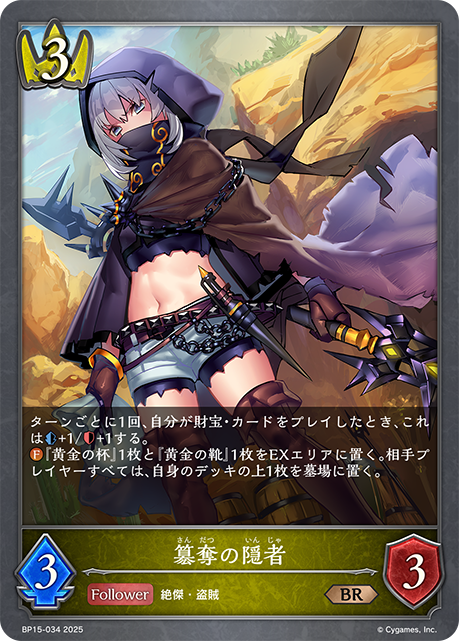 3
ターンごとに1回、自分が財宝・カードをプレイしたとき、これ
は+1/+1する。
F『黄金の杯』1枚と『黄金の靴』1枚をEXエリアに置く。相手プ
レイヤーすべては、自身のデッキの上1枚を墓場に置く。
さんだつ いんじゃ
簒奪の隠者
3
Follower 絶傑・盗賊
BR
3
BP15-034 2025
© Cygames, Inc.